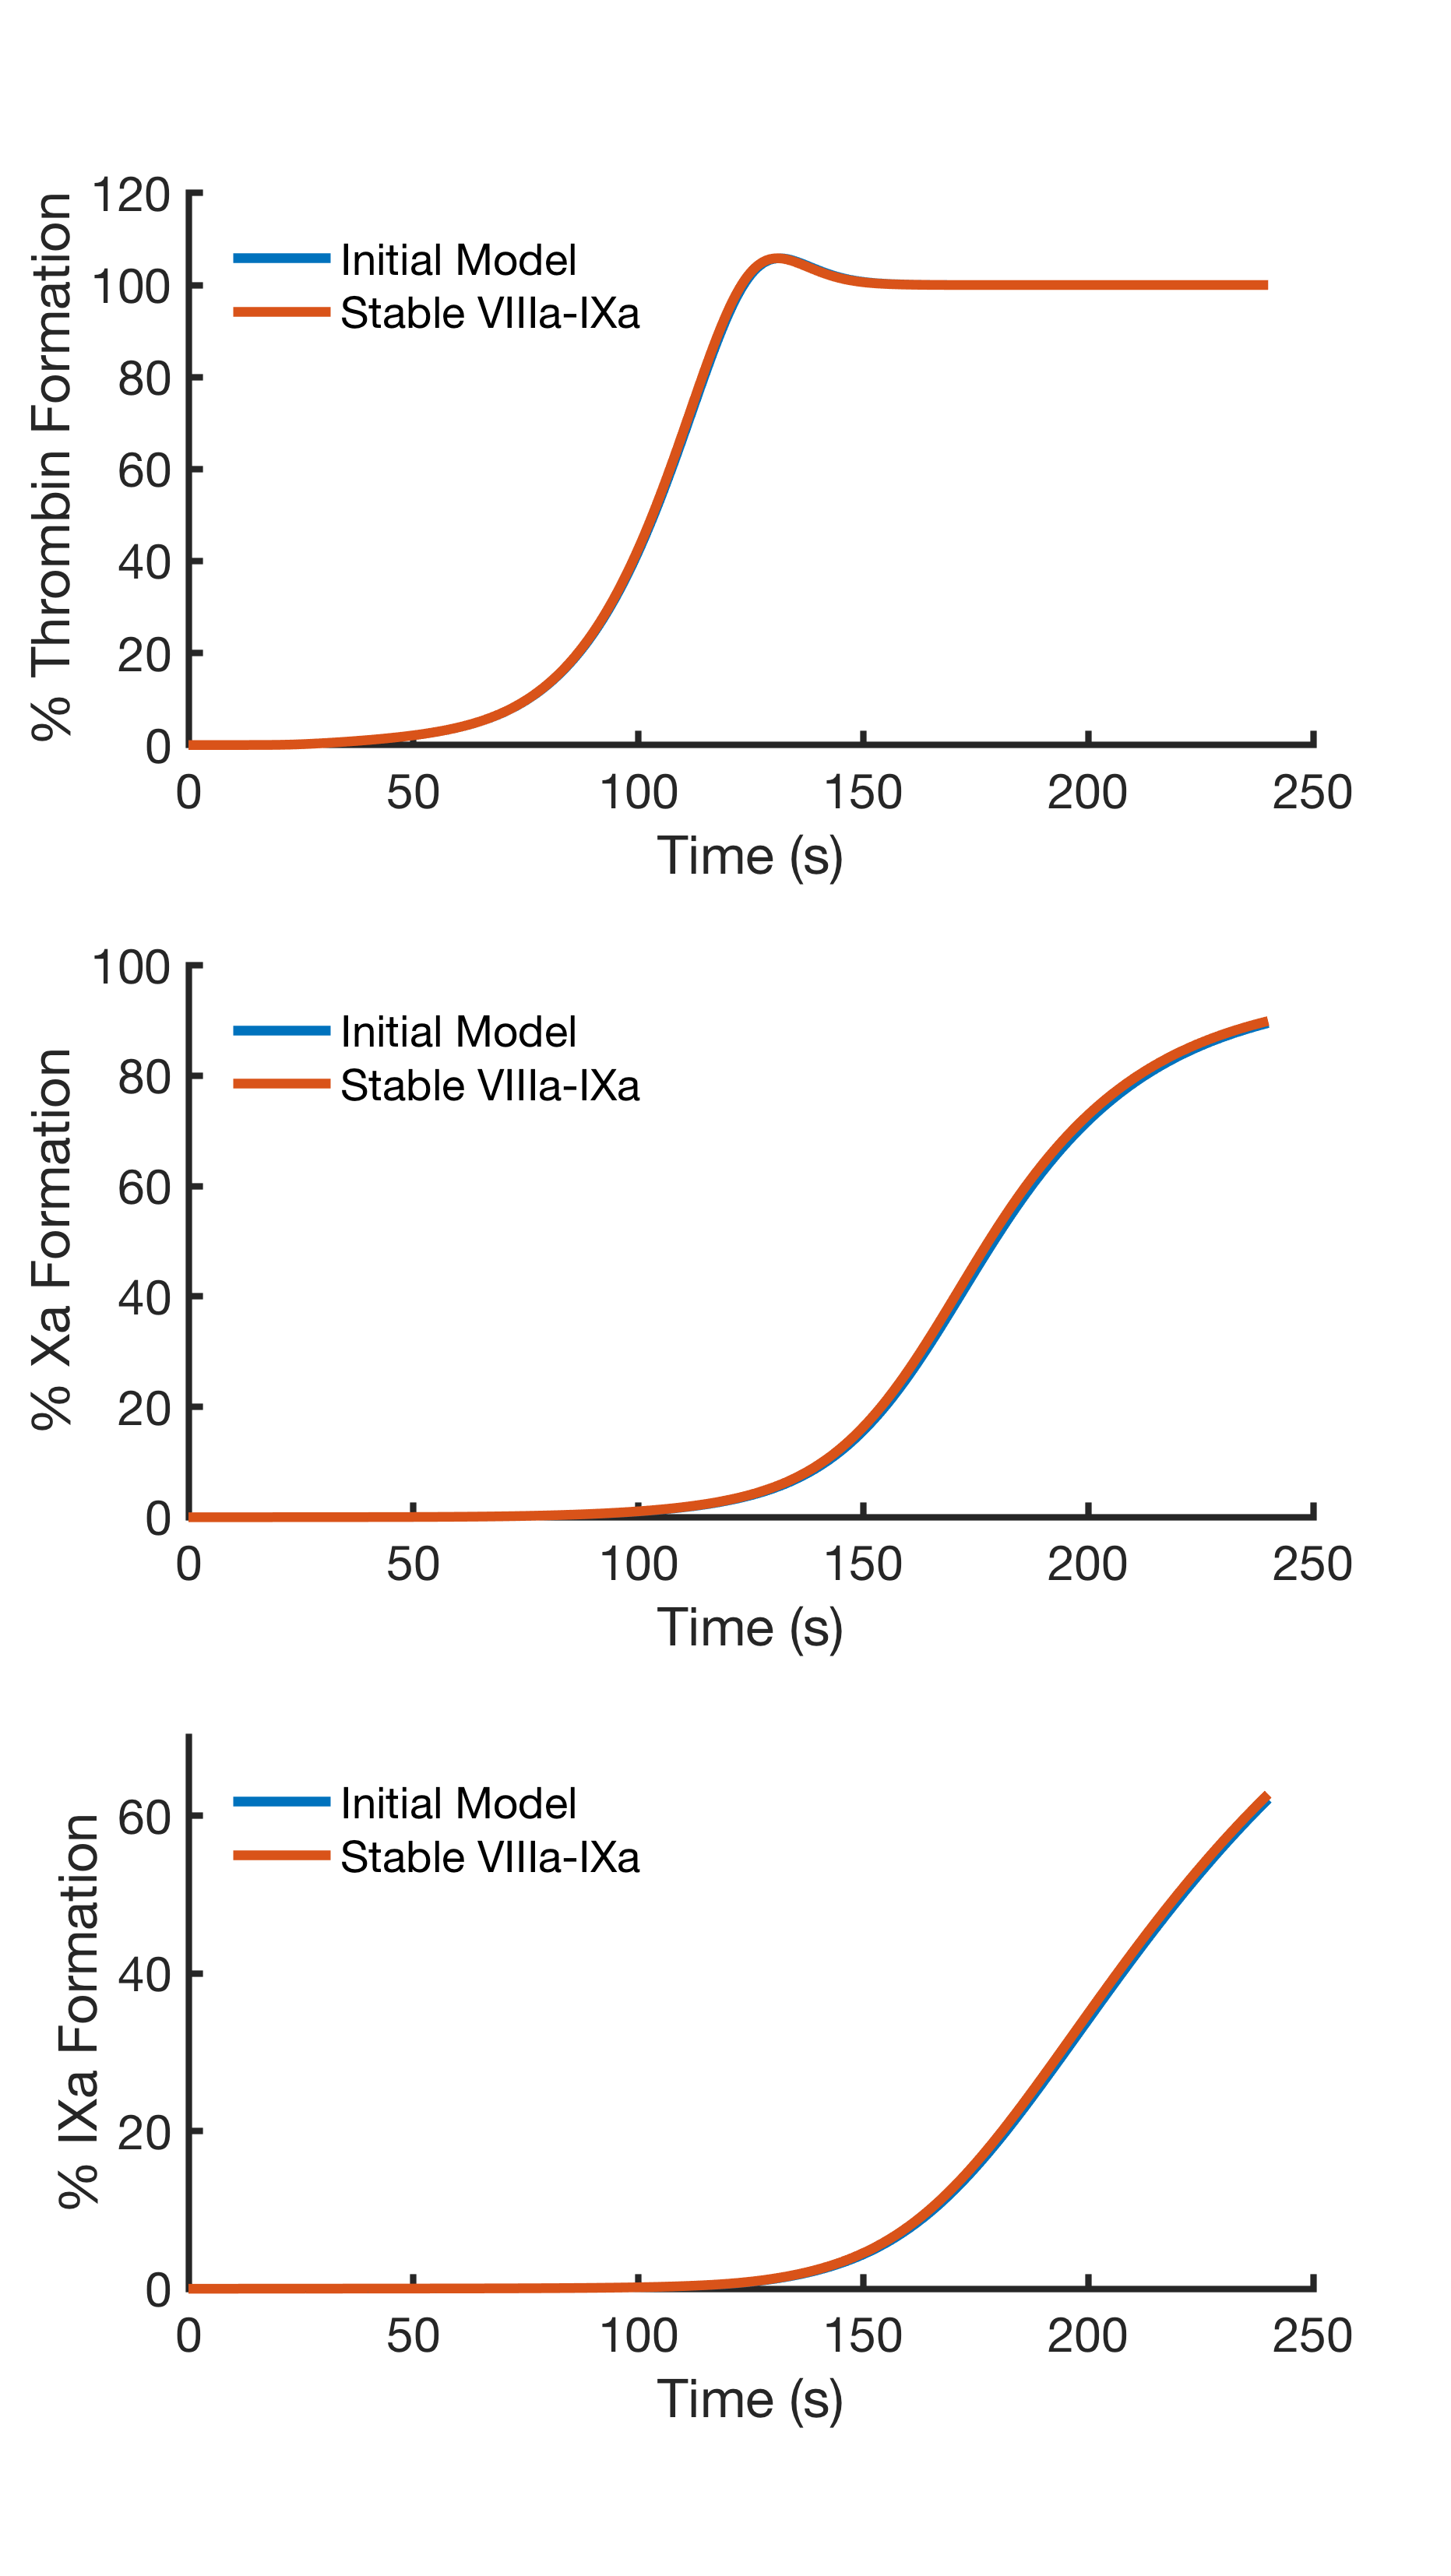 120
100
80
60
40
20
0
% Thrombin Formation
Initial Model
Stable VIIIa-IXa
0 50 100 150 200 250
Time (s)
100
80
60
40
20
0
% Xa Formation
Initial Model
Stable VIIIa-IXa
0 50 100 150 200 250
Time (s)
60
40
20
0
% IXa Formation
Initial Model
Stable VIIIa-IXa
0 50 100 150 200 250
Time (s)